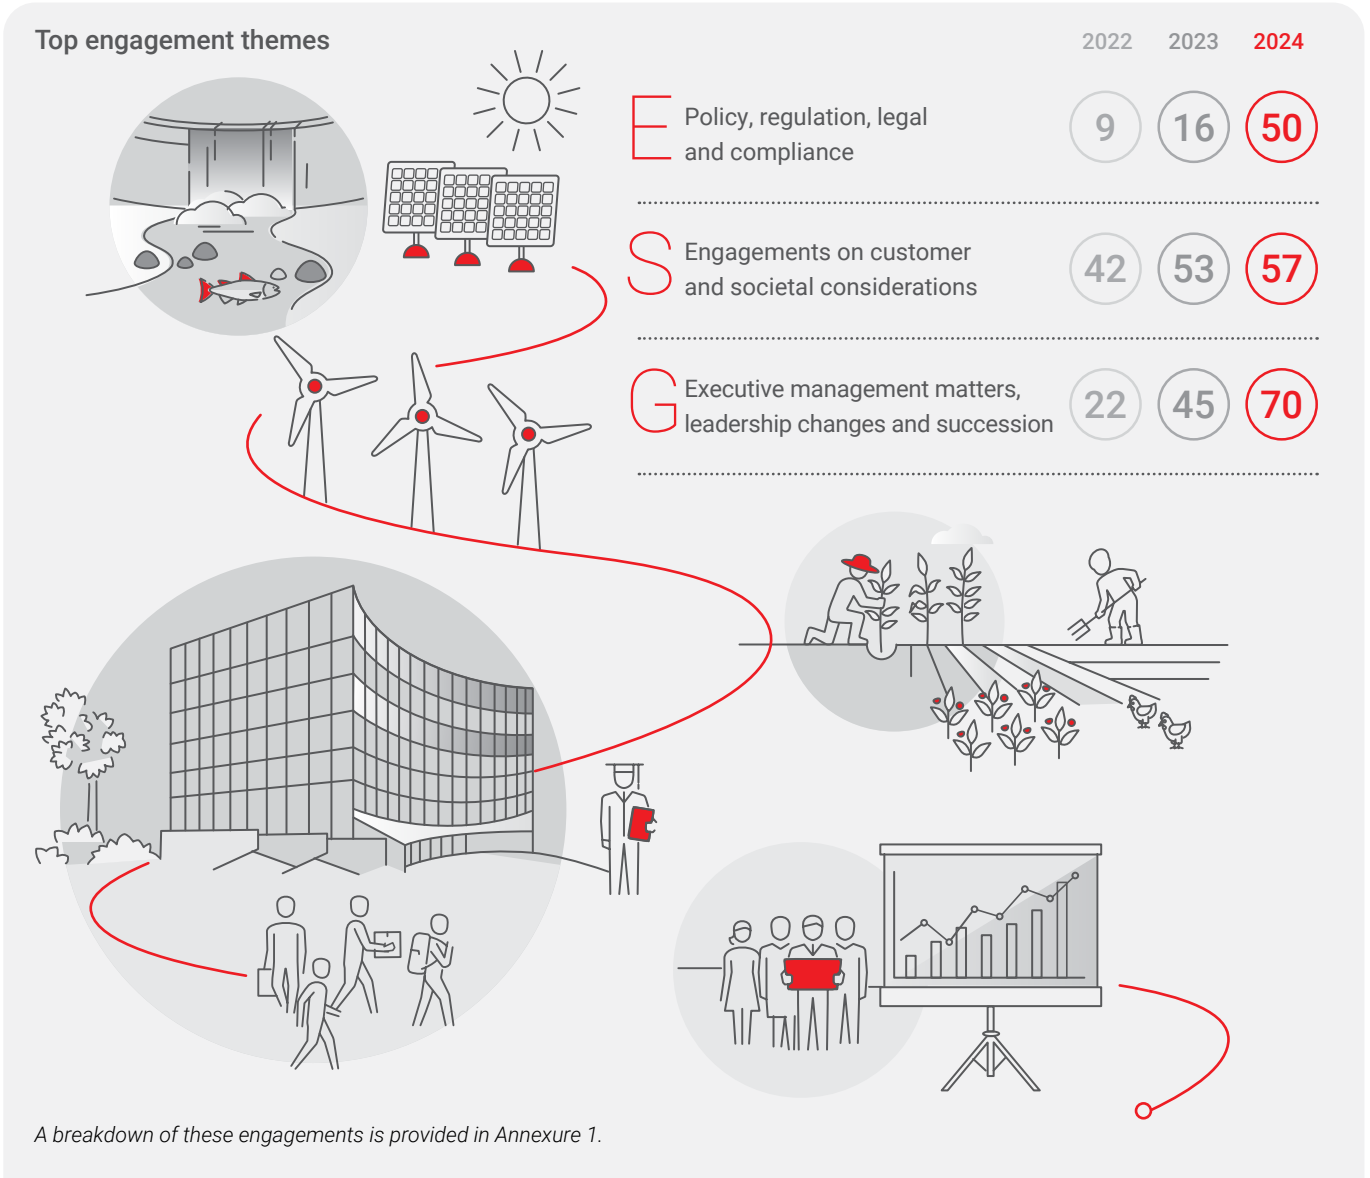 Top engagement themes
2022 2023 2024
E Policy, regulation, legal
and compliance
9 16 50
S Engagements on customer
and societal considerations
42 53 57
G Executive management matters,
leadership changes and succession
22 45 70
A breakdown of these engagements is provided in Annexure 1.